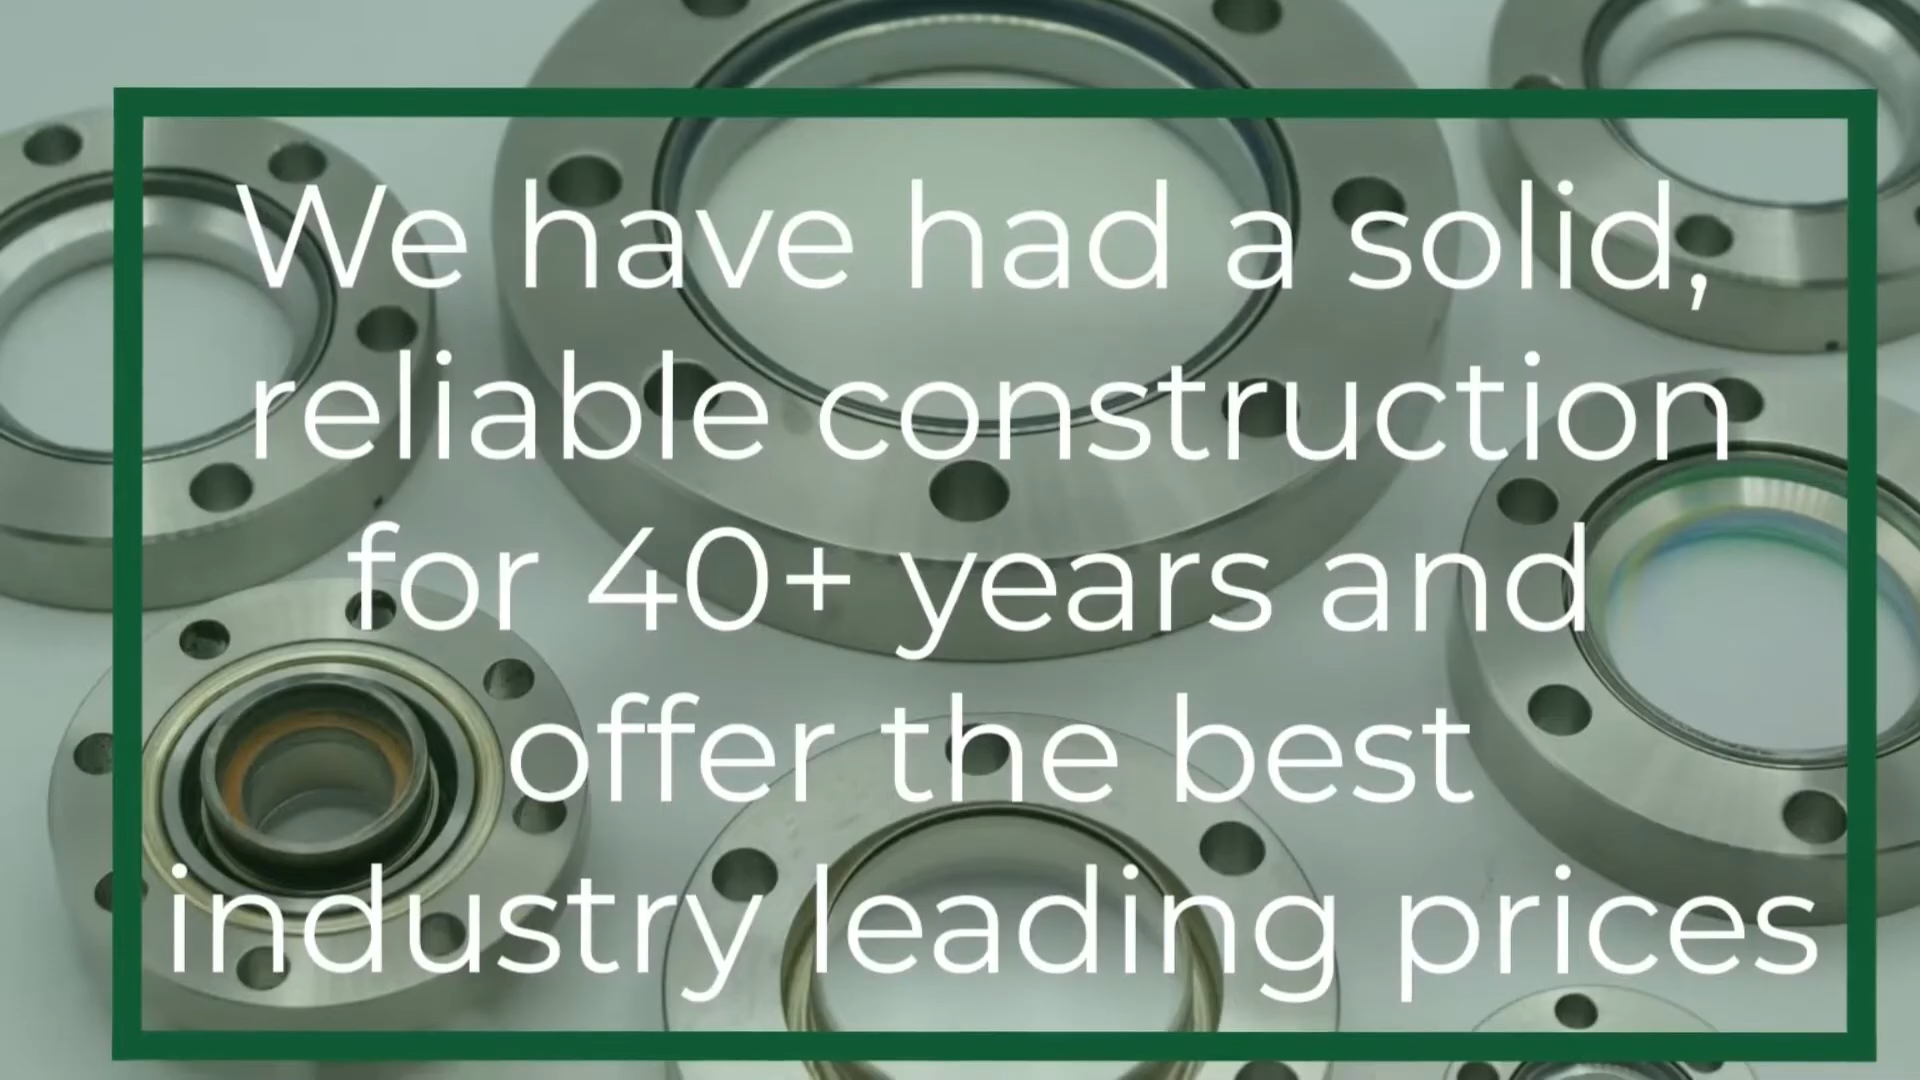 We have had a solid,
reliable construction
for 40+ years and
offer the best
industry leading prices